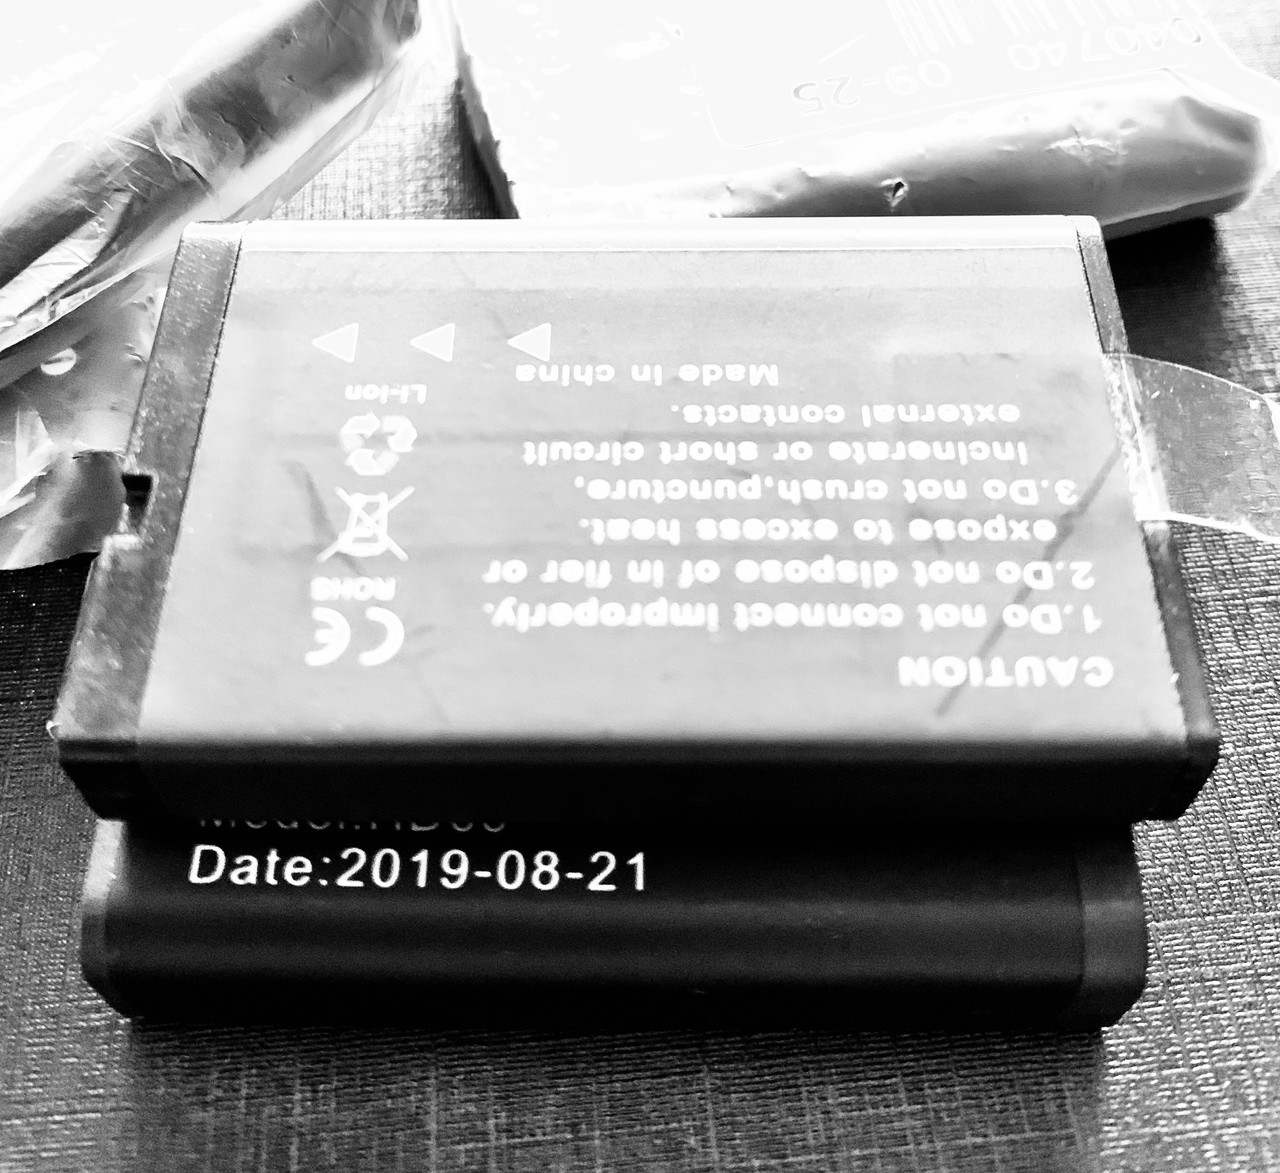 CAUTION
1.Do not connect improperly.
2.Do not dispose of in fier or
expose to excess heat.
3.Do not crush,puncture,
incinerate or short circuit
external contacts.
Made in china
CE
ROHS
Li-ion
Date:2019-08-21
040740
09-25